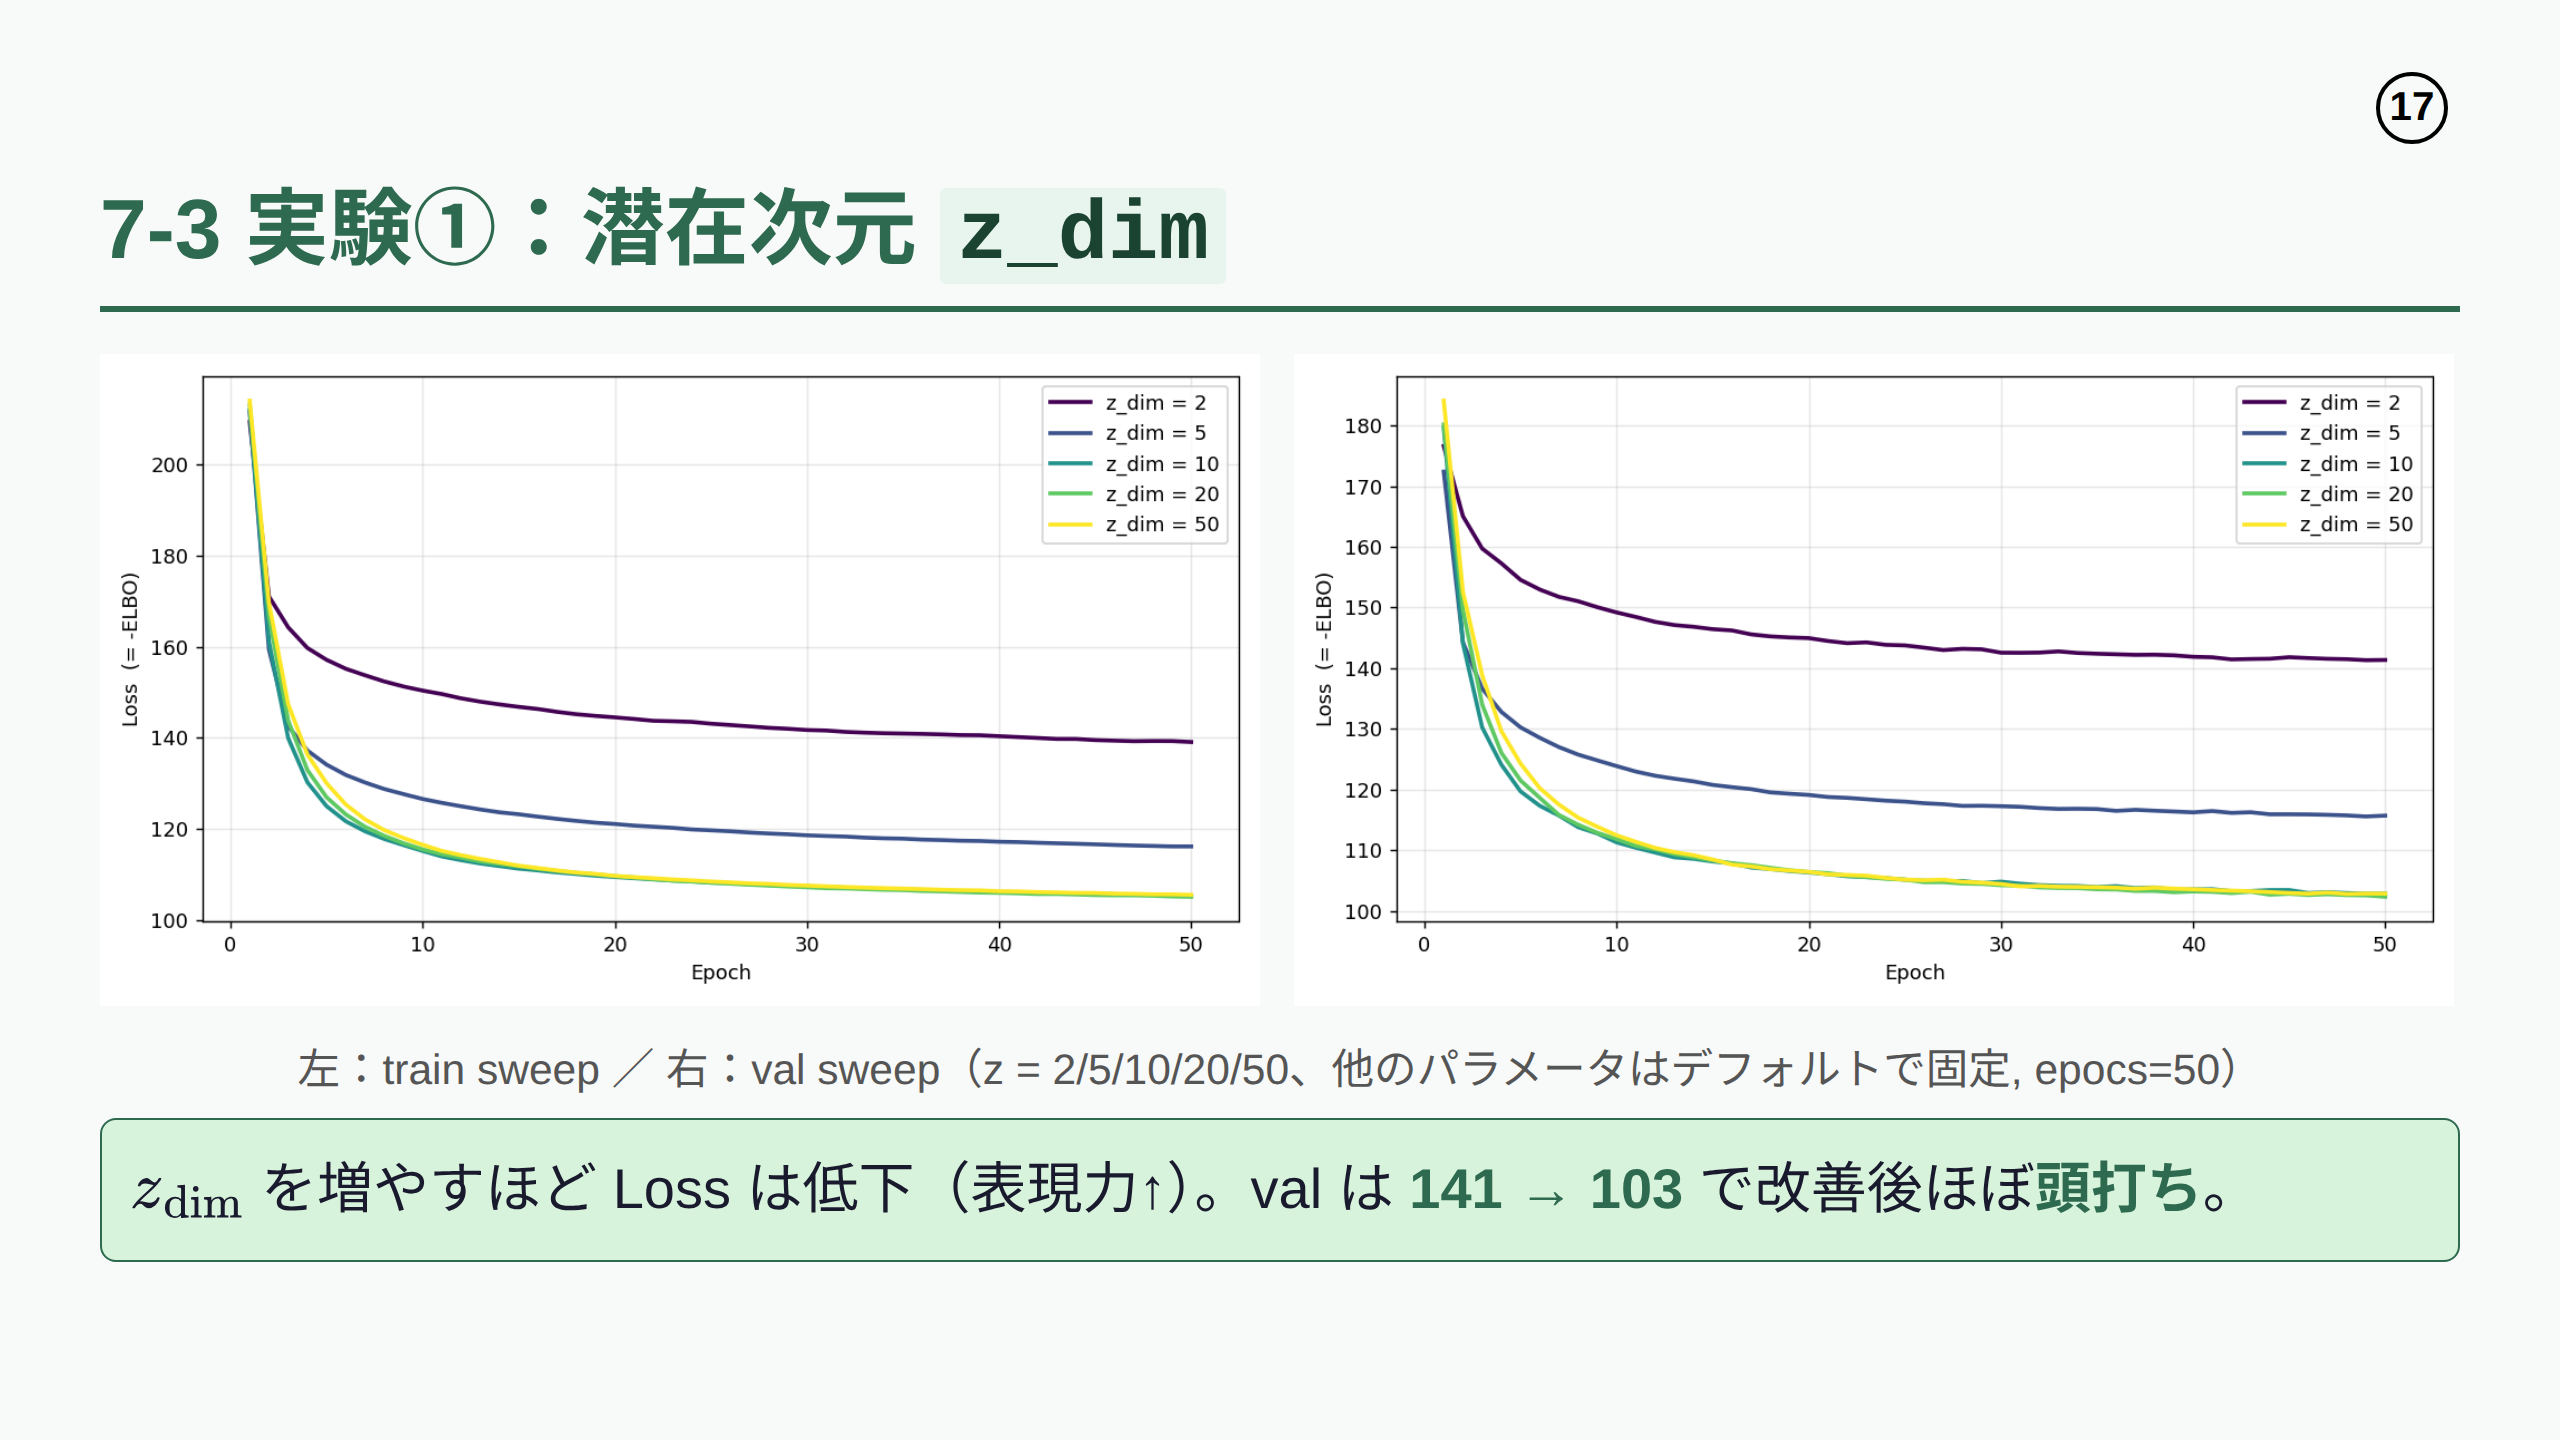 17
7-3 実験①：潜在次元 z_dim
z_dim = 2
z_dim = 5
z_dim = 10
z_dim = 20
z_dim = 50
200
180
160
140
120
100
0 10 20 30 40 50
Loss (= -ELBO)
Epoch
z_dim = 2
z_dim = 5
z_dim = 10
z_dim = 20
z_dim = 50
180
170
160
150
140
130
120
110
100
0 10 20 30 40 50
Loss (= -ELBO)
Epoch
左：train sweep ／ 右：val sweep（z = 2/5/10/20/50、他のパラメータはデフォルトで固定, epocs=50）
z_dim を増やすほど Loss は低下（表現力↑）。val は 141 → 103 で改善後ほぼ頭打ち。